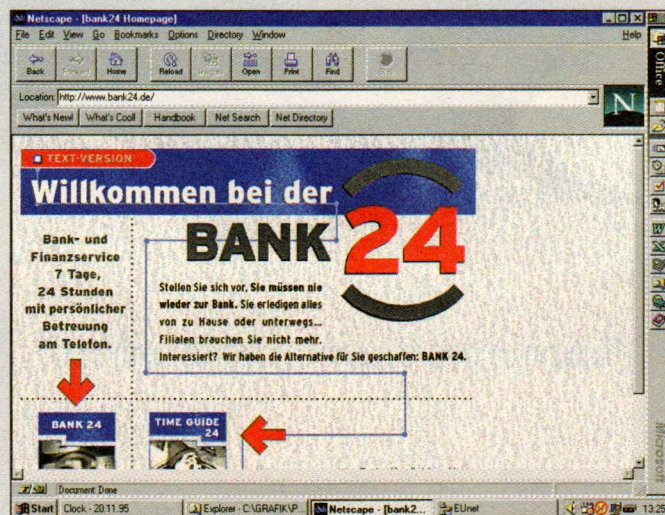 Netscape - [bank24 Homepage]
File Edit View Go Bookmarks Options Directory Window Help
Back Forward Home Reload Images Open Print Find Stop
Location: http://www.bank24.de/
N
What's New! What's Cool! Handbook Net Search Net Directory
Office
TEXT-VERSION
Willkommen bei der
BANK 24
Bank- und
Finanzservice
7 Tage,
24 Stunden
mit persönlicher
Betreuung
am Telefon.
Stellen Sie sich vor, Sie müssen nie
wieder zur Bank. Sie erledigen alles
von zu Hause oder unterwegs...
Filialen brauchen Sie nicht mehr.
Interessiert? Wir haben die Alternative für Sie geschaffen: BANK 24.
BANK 24
TIME GUIDE
24
Document: Done
Start Clock - 20.11.95 Explorer - C:\GRAFIK\P... Netscape - [bank2... EUnet